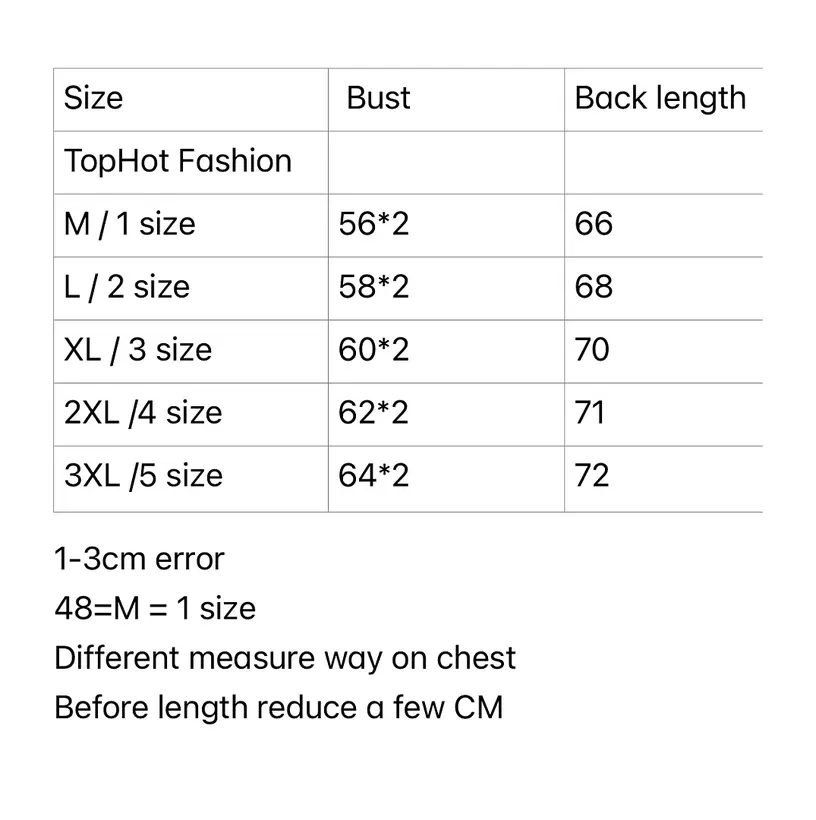 Size Bust Back length
TopHot Fashion
M / 1 size 56*2 66
L / 2 size 58*2 68
XL / 3 size 60*2 70
2XL /4 size 62*2 71
3XL /5 size 64*2 72
1-3cm error
48=M = 1 size
Different measure way on chest
Before length reduce a few CM